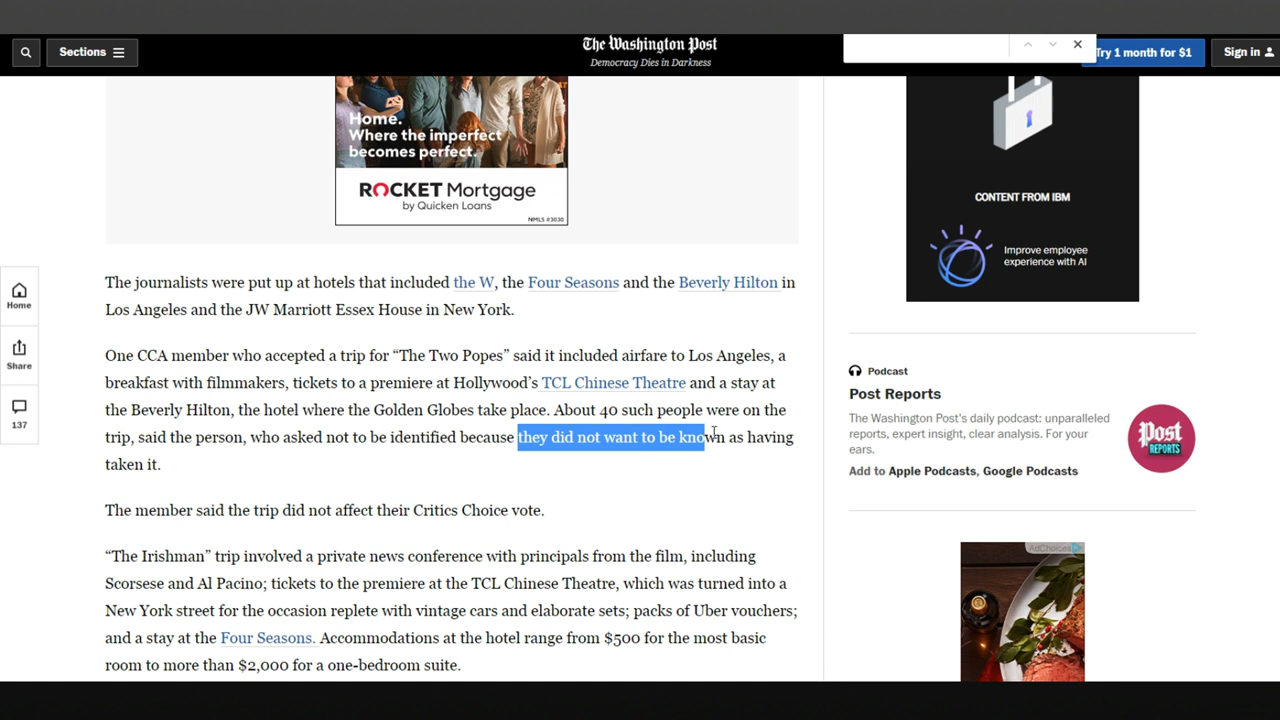 Sections
The Washington Post
Democracy Dies in Darkness
Try 1 month for $1
Sign in
Home.
Where the imperfect
becomes perfect.
ROCKET Mortgage
by Quicken Loans
NMLS #3030
CONTENT FROM IBM
Improve employee
experience with AI
Home
Share
137
The journalists were put up at hotels that included the W, the Four Seasons and the Beverly Hilton in
Los Angeles and the JW Marriott Essex House in New York.
One CCA member who accepted a trip for “The Two Popes” said it included airfare to Los Angeles, a
breakfast with filmmakers, tickets to a premiere at Hollywood’s TCL Chinese Theatre and a stay at
the Beverly Hilton, the hotel where the Golden Globes take place. About 40 such people were on the
trip, said the person, who asked not to be identified because they did not want to be known as having
taken it.
The member said the trip did not affect their Critics Choice vote.
“The Irishman” trip involved a private news conference with principals from the film, including
Scorsese and Al Pacino; tickets to the premiere at the TCL Chinese Theatre, which was turned into a
New York street for the occasion replete with vintage cars and elaborate sets; packs of Uber vouchers;
and a stay at the Four Seasons. Accommodations at the hotel range from $500 for the most basic
room to more than $2,000 for a one-bedroom suite.
Podcast
Post Reports
The Washington Post's daily podcast: unparalleled
reports, expert insight, clear analysis. For your
ears.
Add to Apple Podcasts, Google Podcasts
Post
REPORTS
AdChoices